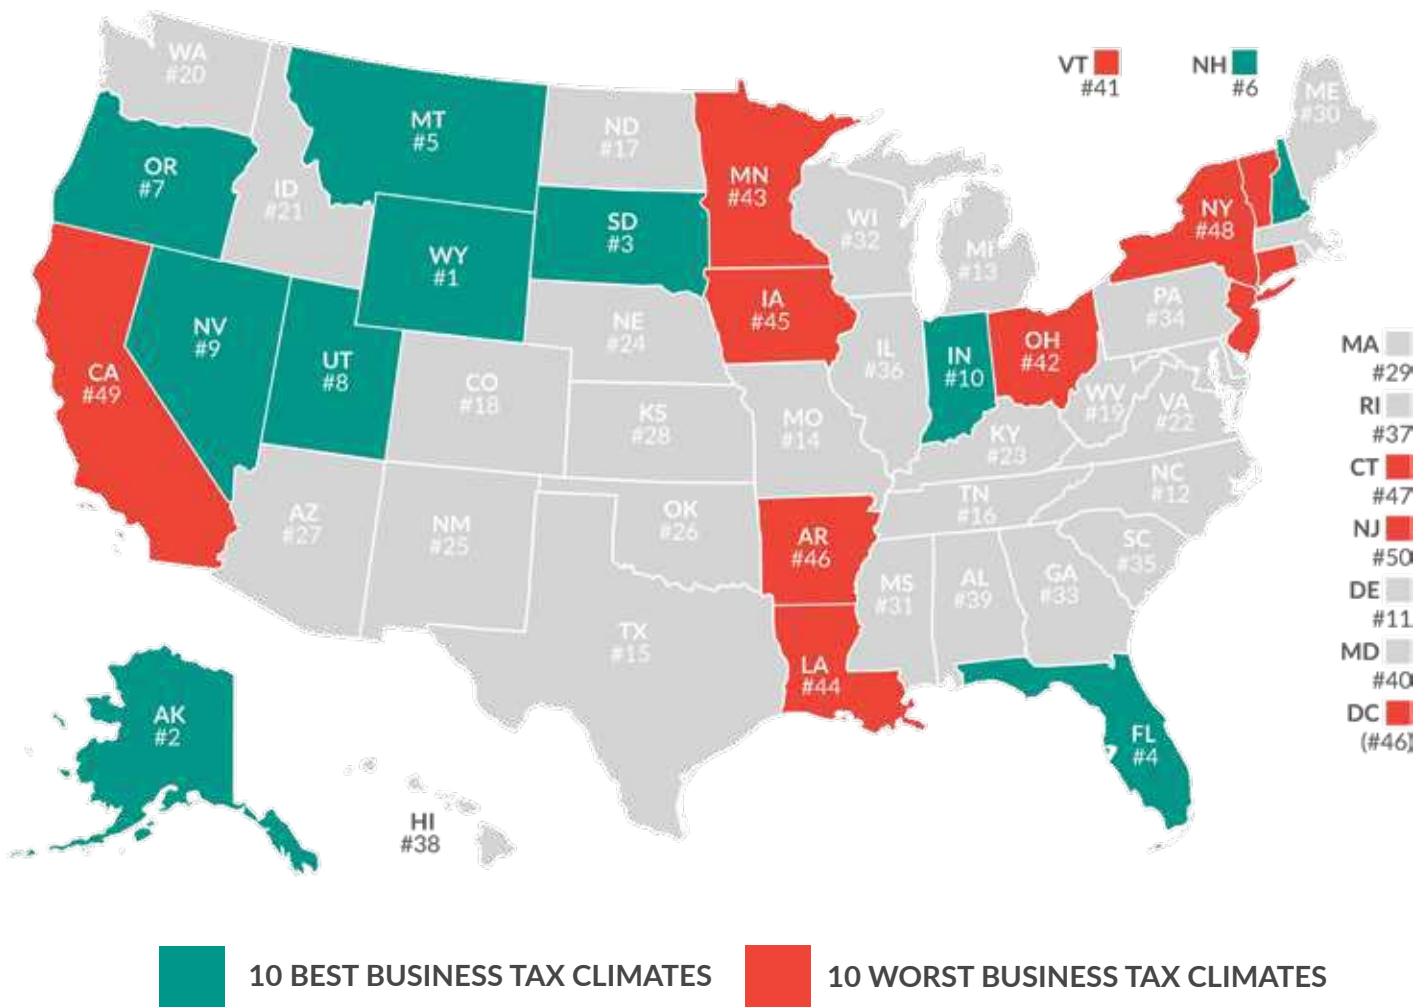 WA
#20
MT
#5
ND
#17
MN
#43
VT
#41
NH
#6
ME
#30
OR
#7
ID
#21
SD
#3
WI
#32
MI
#13
NY
#48
WY
#1
IA
#45
PA
#34
NV
#9
UT
#8
NE
#24
IL
#36
IN
#10
OH
#42
CA
#49
CO
#18
KS
#28
MO
#14
KY
#23
WV
#19
VA
#22
MA
#29
RI
#37
CT
#47
NJ
#50
DE
#11
MD
#40
DC
(#46)
AZ
#27
NM
#25
OK
#26
AR
#46
TN
#16
NC
#12
SC
#35
MS
#31
AL
#39
GA
#33
TX
#15
LA
#44
FL
#4
AK
#2
HI
#38
10 BEST BUSINESS TAX CLIMATES
10 WORST BUSINESS TAX CLIMATES